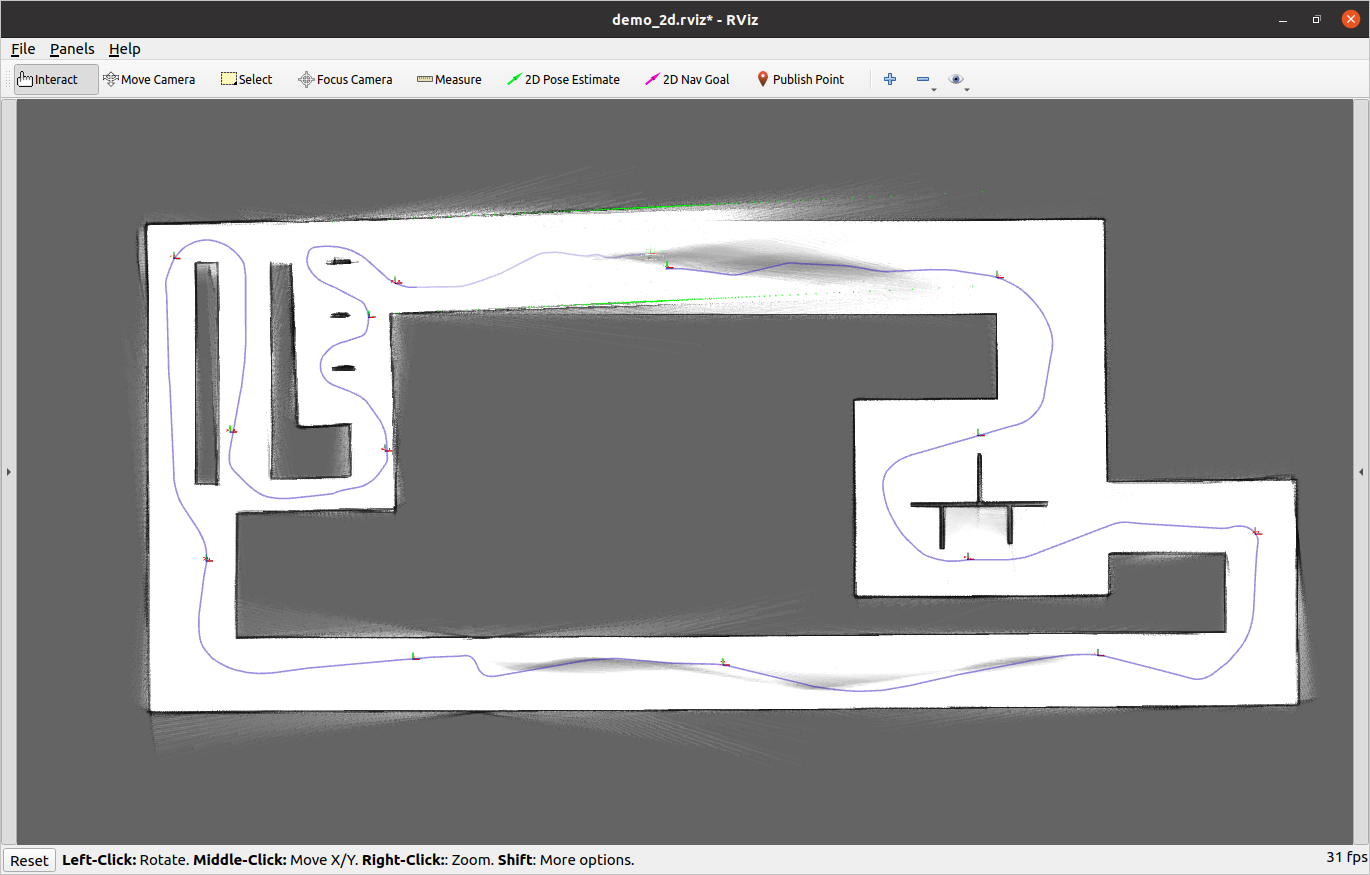 demo_2d.rviz* - RViz
File Panels Help
Interact Move Camera Select Focus Camera Measure 2D Pose Estimate 2D Nav Goal Publish Point
Reset Left-Click: Rotate. Middle-Click: Move X/Y. Right-Click:: Zoom. Shift: More options. 31 fps